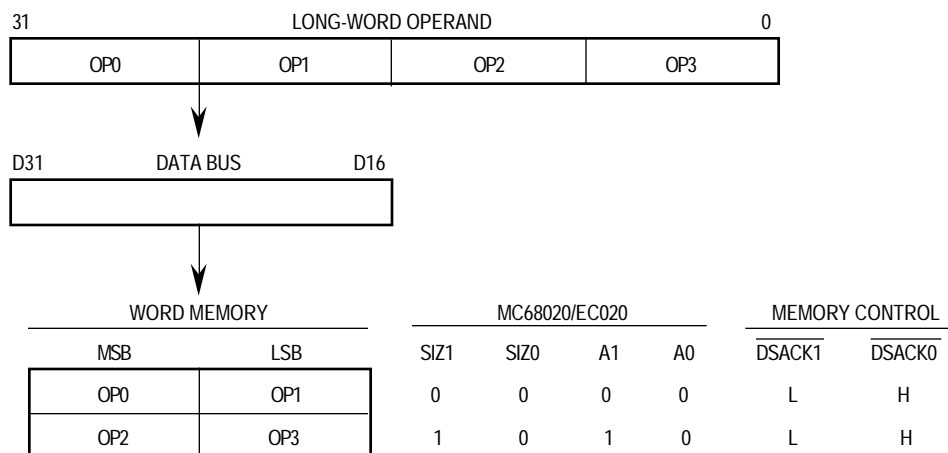 31 LONG-WORD OPERAND 0
OP0 OP1 OP2 OP3
D31 DATA BUS D16
WORD MEMORY MC68020/EC020 MEMORY CONTROL
MSB LSB SIZ1 SIZ0 A1 A0 DSACK1 DSACK0
OP0 OP1 0 0 0 0 L H
OP2 OP3 1 0 1 0 L H